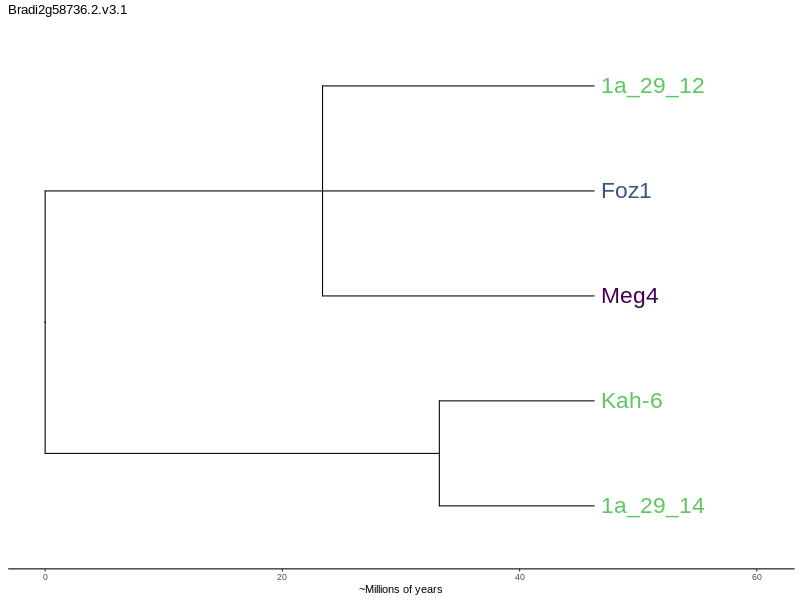 Bradi2g58736.2.v3.1
1a_29_12
Foz1
Meg4
Kah-6
1a_29_14
0 20 40 60
~Millions of years